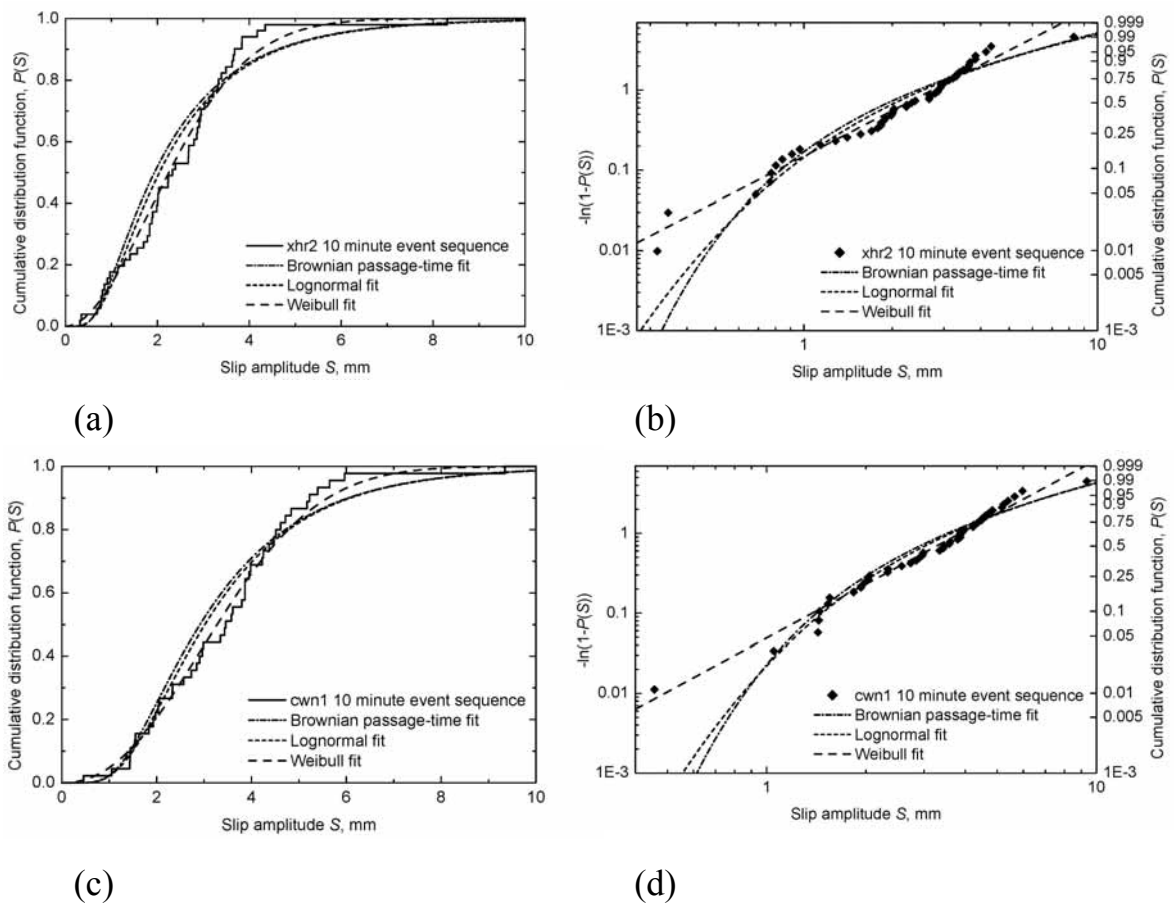 1.0
0.8
0.6
0.4
0.2
0.0
Cumulative distribution function, P(S)
xhr2 10 minute event sequence
Brownian passage-time fit
Lognormal fit
Weibull fit
0 2 4 6 8 10
Slip amplitude S, mm
(a)
1
0.1
0.01
1E-3
-ln(1-P(S))
xhr2 10 minute event sequence
Brownian passage-time fit
Lognormal fit
Weibull fit
0.999
0.99
0.95
0.9
0.75
0.5
0.25
0.1
0.05
0.01
0.005
1E-3
Cumulative distribution function, P(S)
1 10
Slip amplitude S, mm
(b)
1.0
0.8
0.6
0.4
0.2
0.0
Cumulative distribution function, P(S)
cwn1 10 minute event sequence
Brownian passage-time fit
Lognormal fit
Weibull fit
0 2 4 6 8 10
Slip amplitude S, mm
(c)
1
0.1
0.01
1E-3
-ln(1-P(S))
cwn1 10 minute event sequence
Brownian passage-time fit
Lognormal fit
Weibull fit
0.999
0.99
0.95
0.9
0.75
0.5
0.25
0.1
0.05
0.01
0.005
1E-3
Cumulative distribution function, P(S)
1 10
Slip amplitude S, mm
(d)